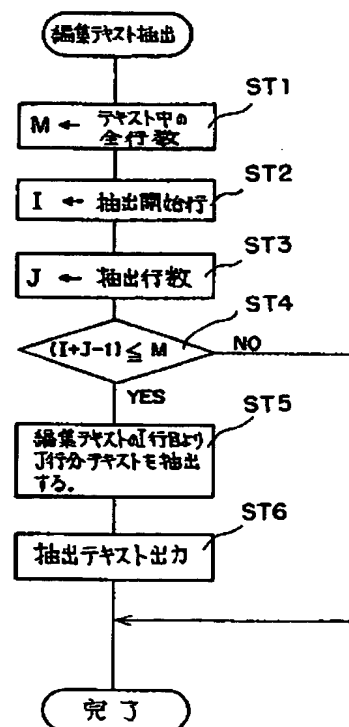 編集テキスト抽出
ST1
M ← テキスト中の
全行数
ST2
I ← 抽出開始行
ST3
J ← 抽出行数
ST4
(I+J-1)≦M
NO
YES
ST5
編集テキストのI行目より
J行分テキストを抽出
する。
ST6
抽出テキスト出力
完了